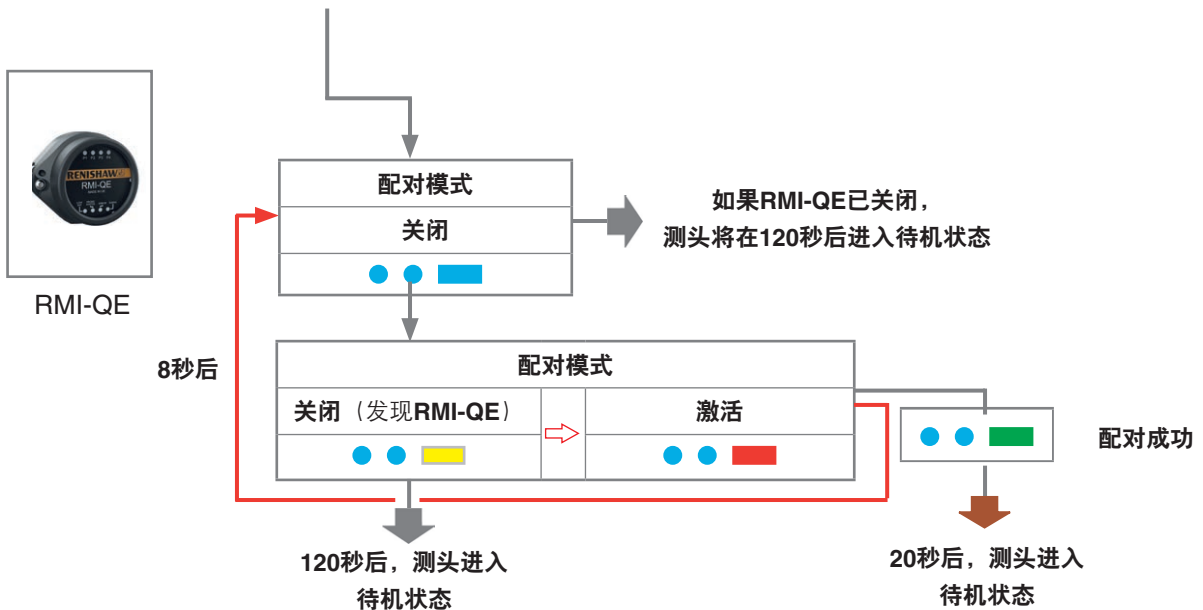 RENISHAW
RMI-QE
RMI-QE
配对模式
关闭
如果RMI-QE已关闭，
测头将在120秒后进入待机状态
8秒后
配对模式
关闭（发现RMI-QE）
激活
配对成功
120秒后，测头进入
待机状态
20秒后，测头进入
待机状态